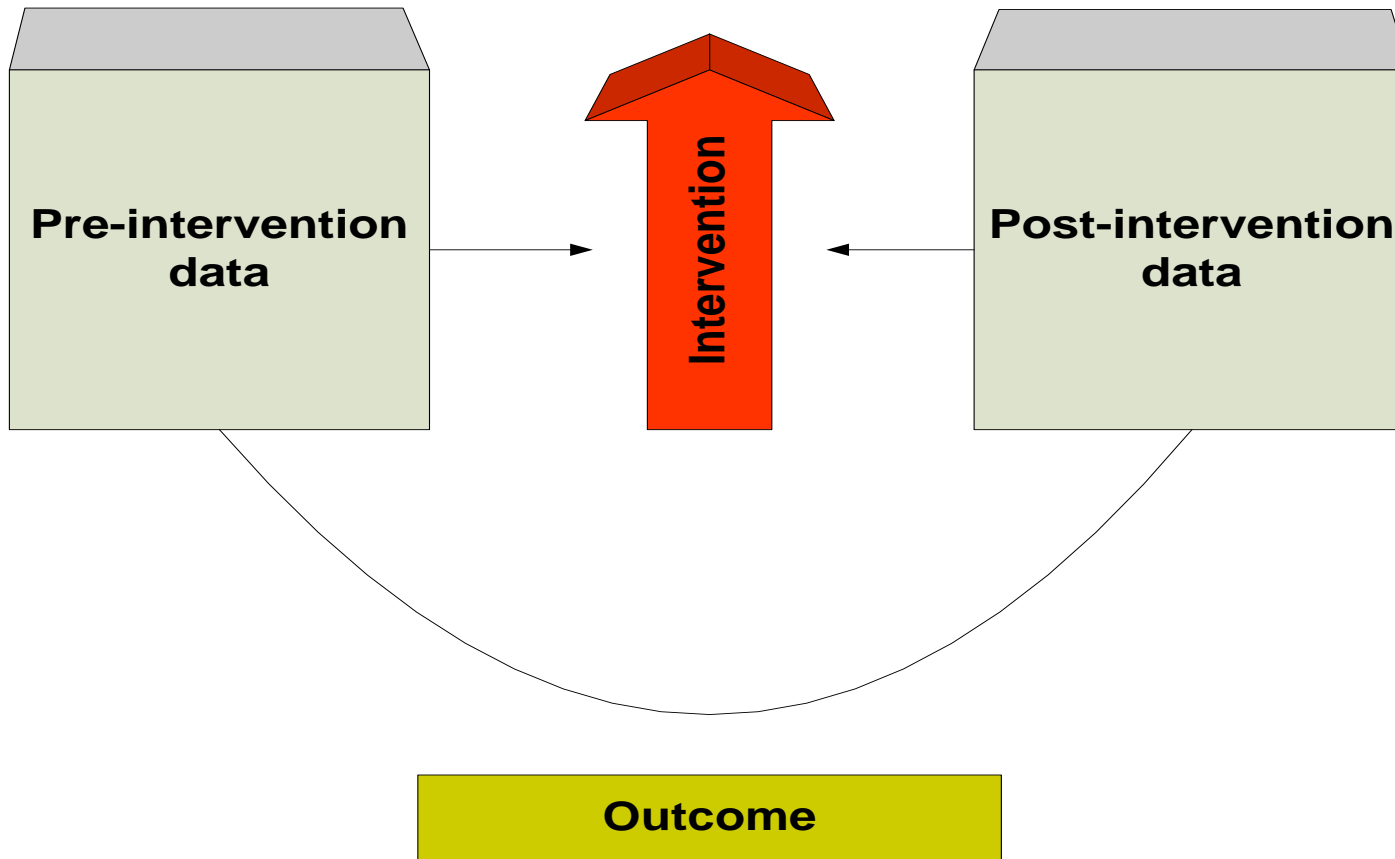 Pre-intervention
data
Intervention
Post-intervention
data
Outcome